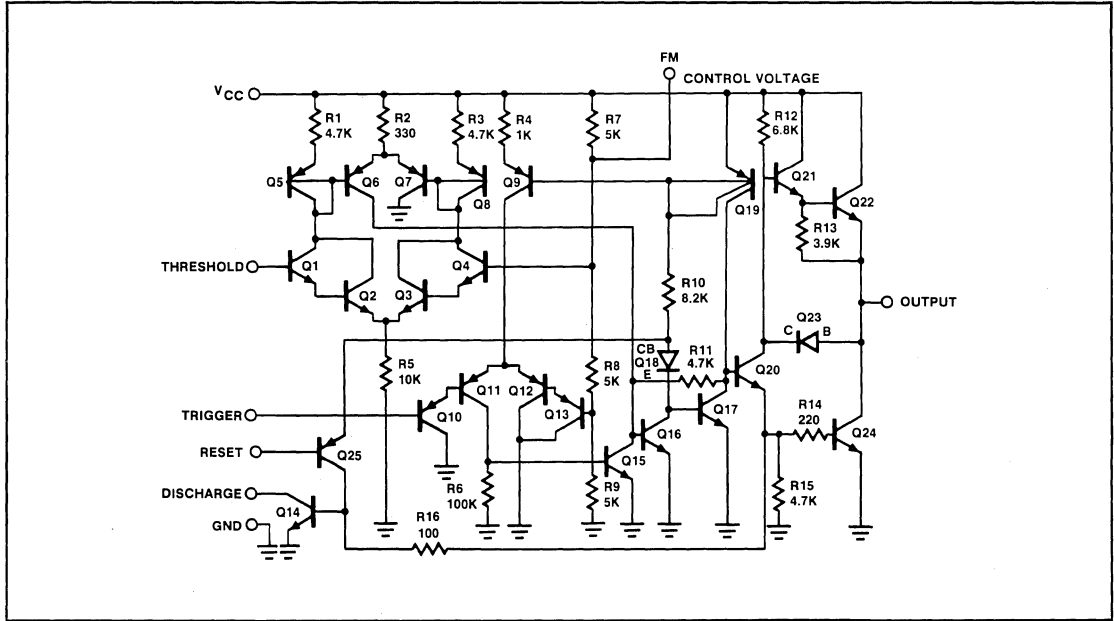 FM
CONTROL VOLTAGE
VCC
R1
4.7K
R2
330
R3
4.7K
R4
1K
R7
5K
R12
6.8K
Q5
Q6
Q7
Q8
Q9
Q19
Q21
Q22
R13
3.9K
THRESHOLD
Q1
Q2
Q3
Q4
R10
8.2K
OUTPUT
Q23
C
B
R5
10K
CB
Q18
E
R11
4.7K
Q20
R8
5K
TRIGGER
Q10
Q11
Q12
Q13
Q17
R14
220
RESET
Q25
Q16
Q24
DISCHARGE
Q14
R6
100K
Q15
R9
5K
R15
4.7K
GND
R16
100